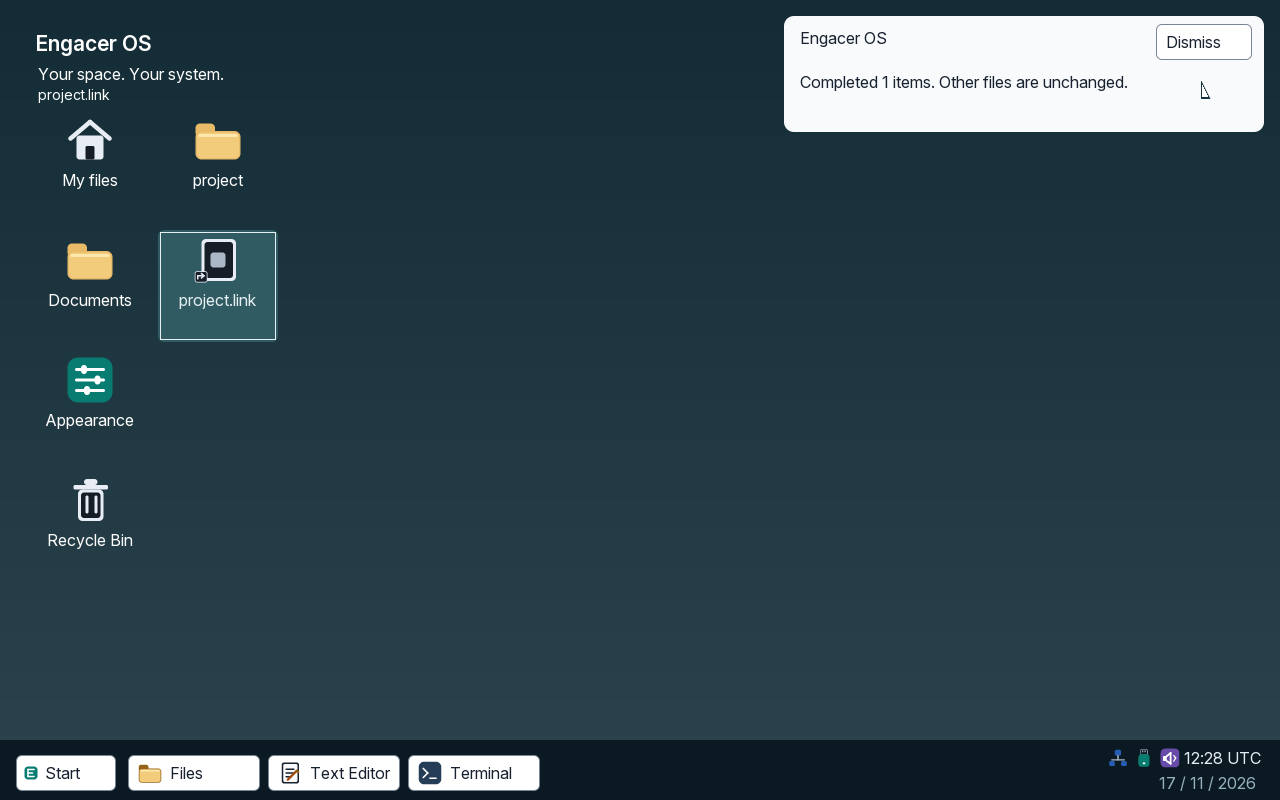 Engacer OS
Your space. Your system.
project.link
My files
project
Documents
project.link
Appearance
Recycle Bin
Engacer OS
Dismiss
Completed 1 items. Other files are unchanged.
Start
Files
Text Editor
Terminal
12:28 UTC
17 / 11 / 2026